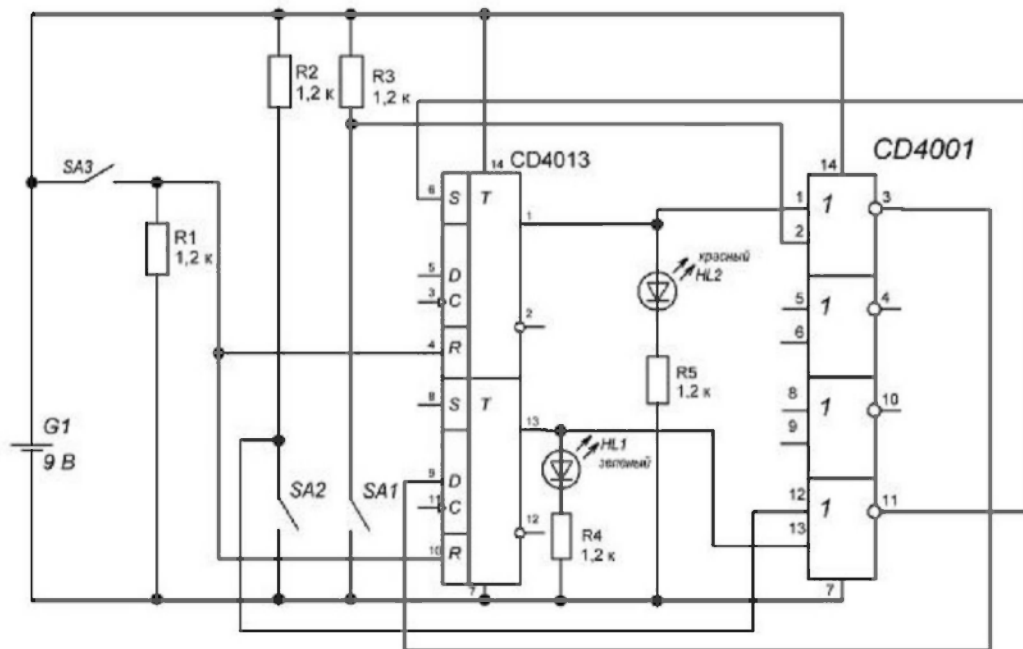 R2
1,2 к
R3
1,2 к
SA3
R1
1,2 к
G1
9 В
SA2
SA1
CD4013
14
6 S T
1
5 D
3 C
2
4 R
8 S T
13
9 D
11 C
12
10 R
7
красный
HL2
R5
1,2 к
HL1
зеленый
R4
1,2 к
CD4001
14
1 1 3
2
5 1 4
6
8 1 10
9
12 1 11
13
7